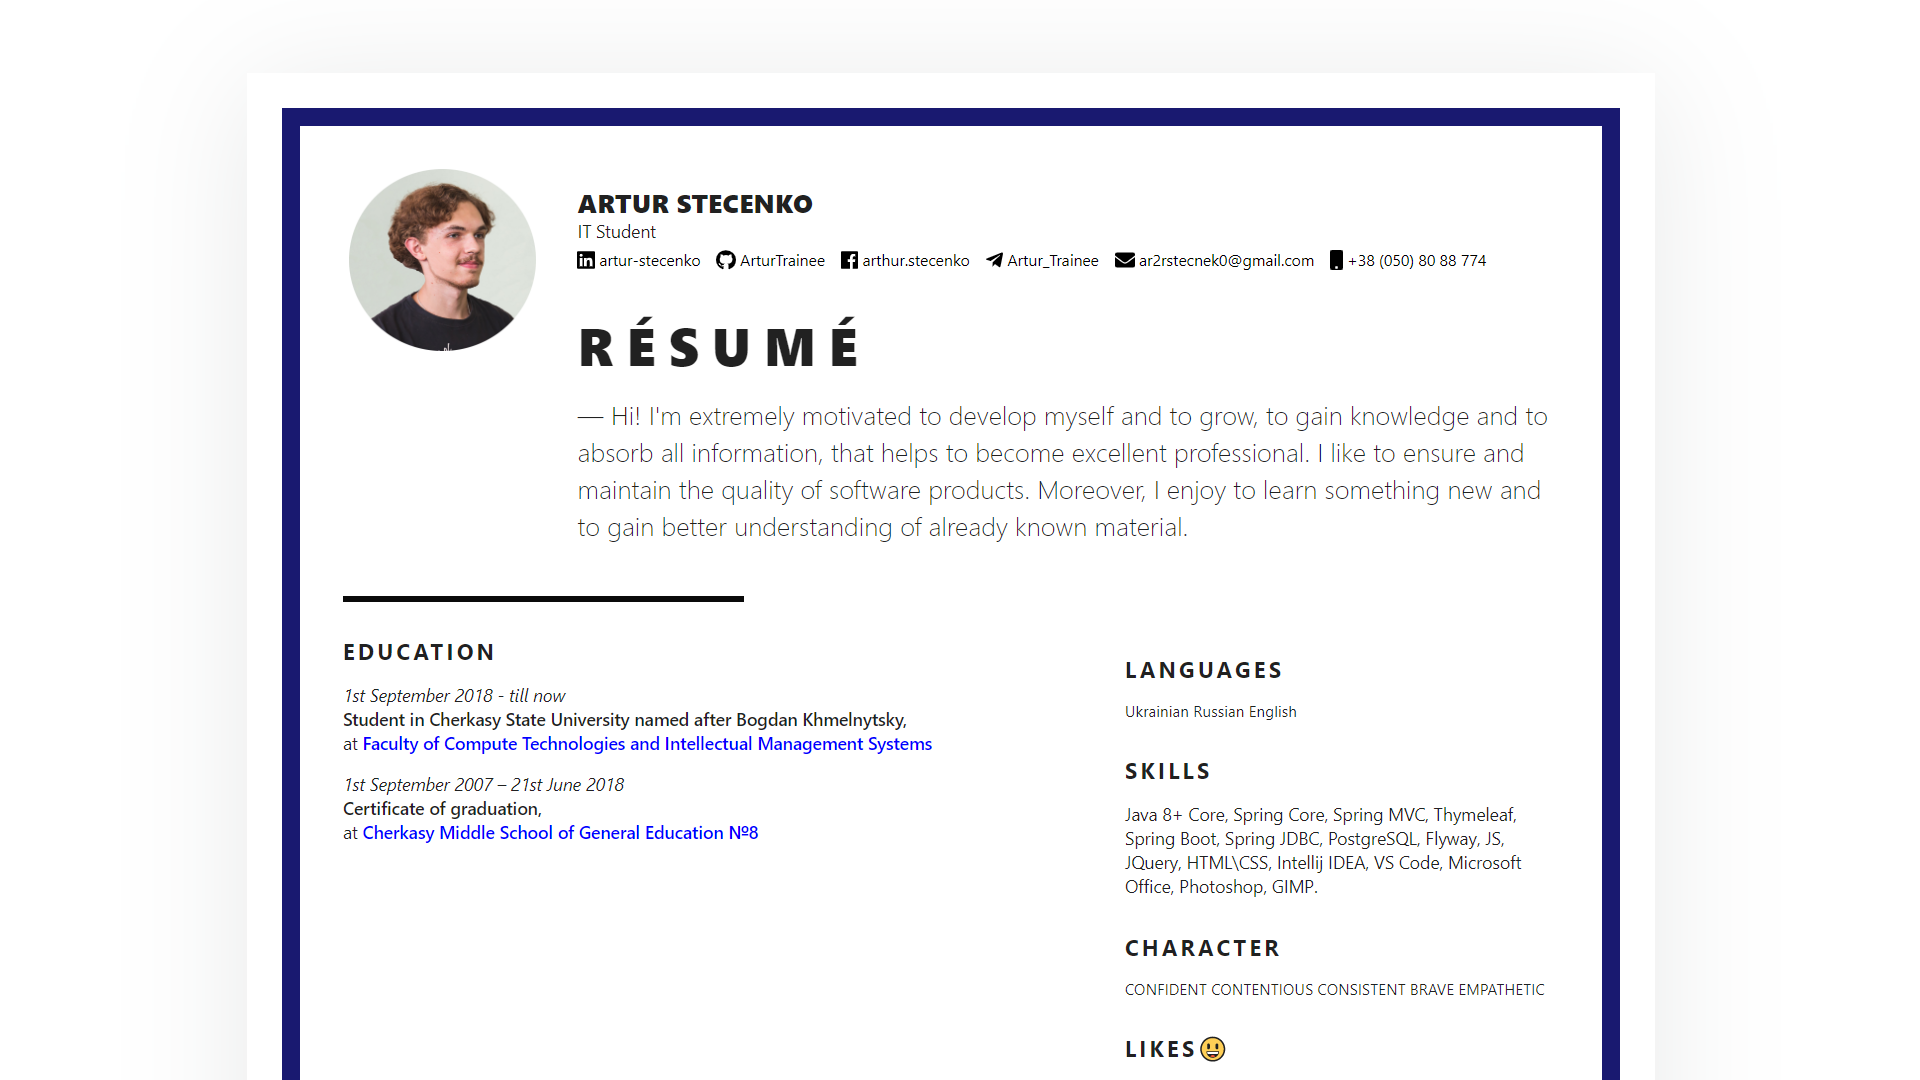 ARTUR STECENKO
IT Student
artur-stecenko ArturTrainee arthur.stecenko Artur_Trainee ar2rstecnek0@gmail.com +38 (050) 80 88 774
RÉSUMÉ
— Hi! I'm extremely motivated to develop myself and to grow, to gain knowledge and to
absorb all information, that helps to become excellent professional. I like to ensure and
maintain the quality of software products. Moreover, I enjoy to learn something new and
to gain better understanding of already known material.
EDUCATION
1st September 2018 - till now
Student in Cherkasy State University named after Bogdan Khmelnytsky,
at Faculty of Compute Technologies and Intellectual Management Systems
1st September 2007 – 21st June 2018
Certificate of graduation,
at Cherkasy Middle School of General Education №8
LANGUAGES
Ukrainian Russian English
SKILLS
Java 8+ Core, Spring Core, Spring MVC, Thymeleaf,
Spring Boot, Spring JDBC, PostgreSQL, Flyway, JS,
JQuery, HTML\CSS, Intellij IDEA, VS Code, Microsoft
Office, Photoshop, GIMP.
CHARACTER
CONFIDENT CONTENTIOUS CONSISTENT BRAVE EMPATHETIC
LIKES😃